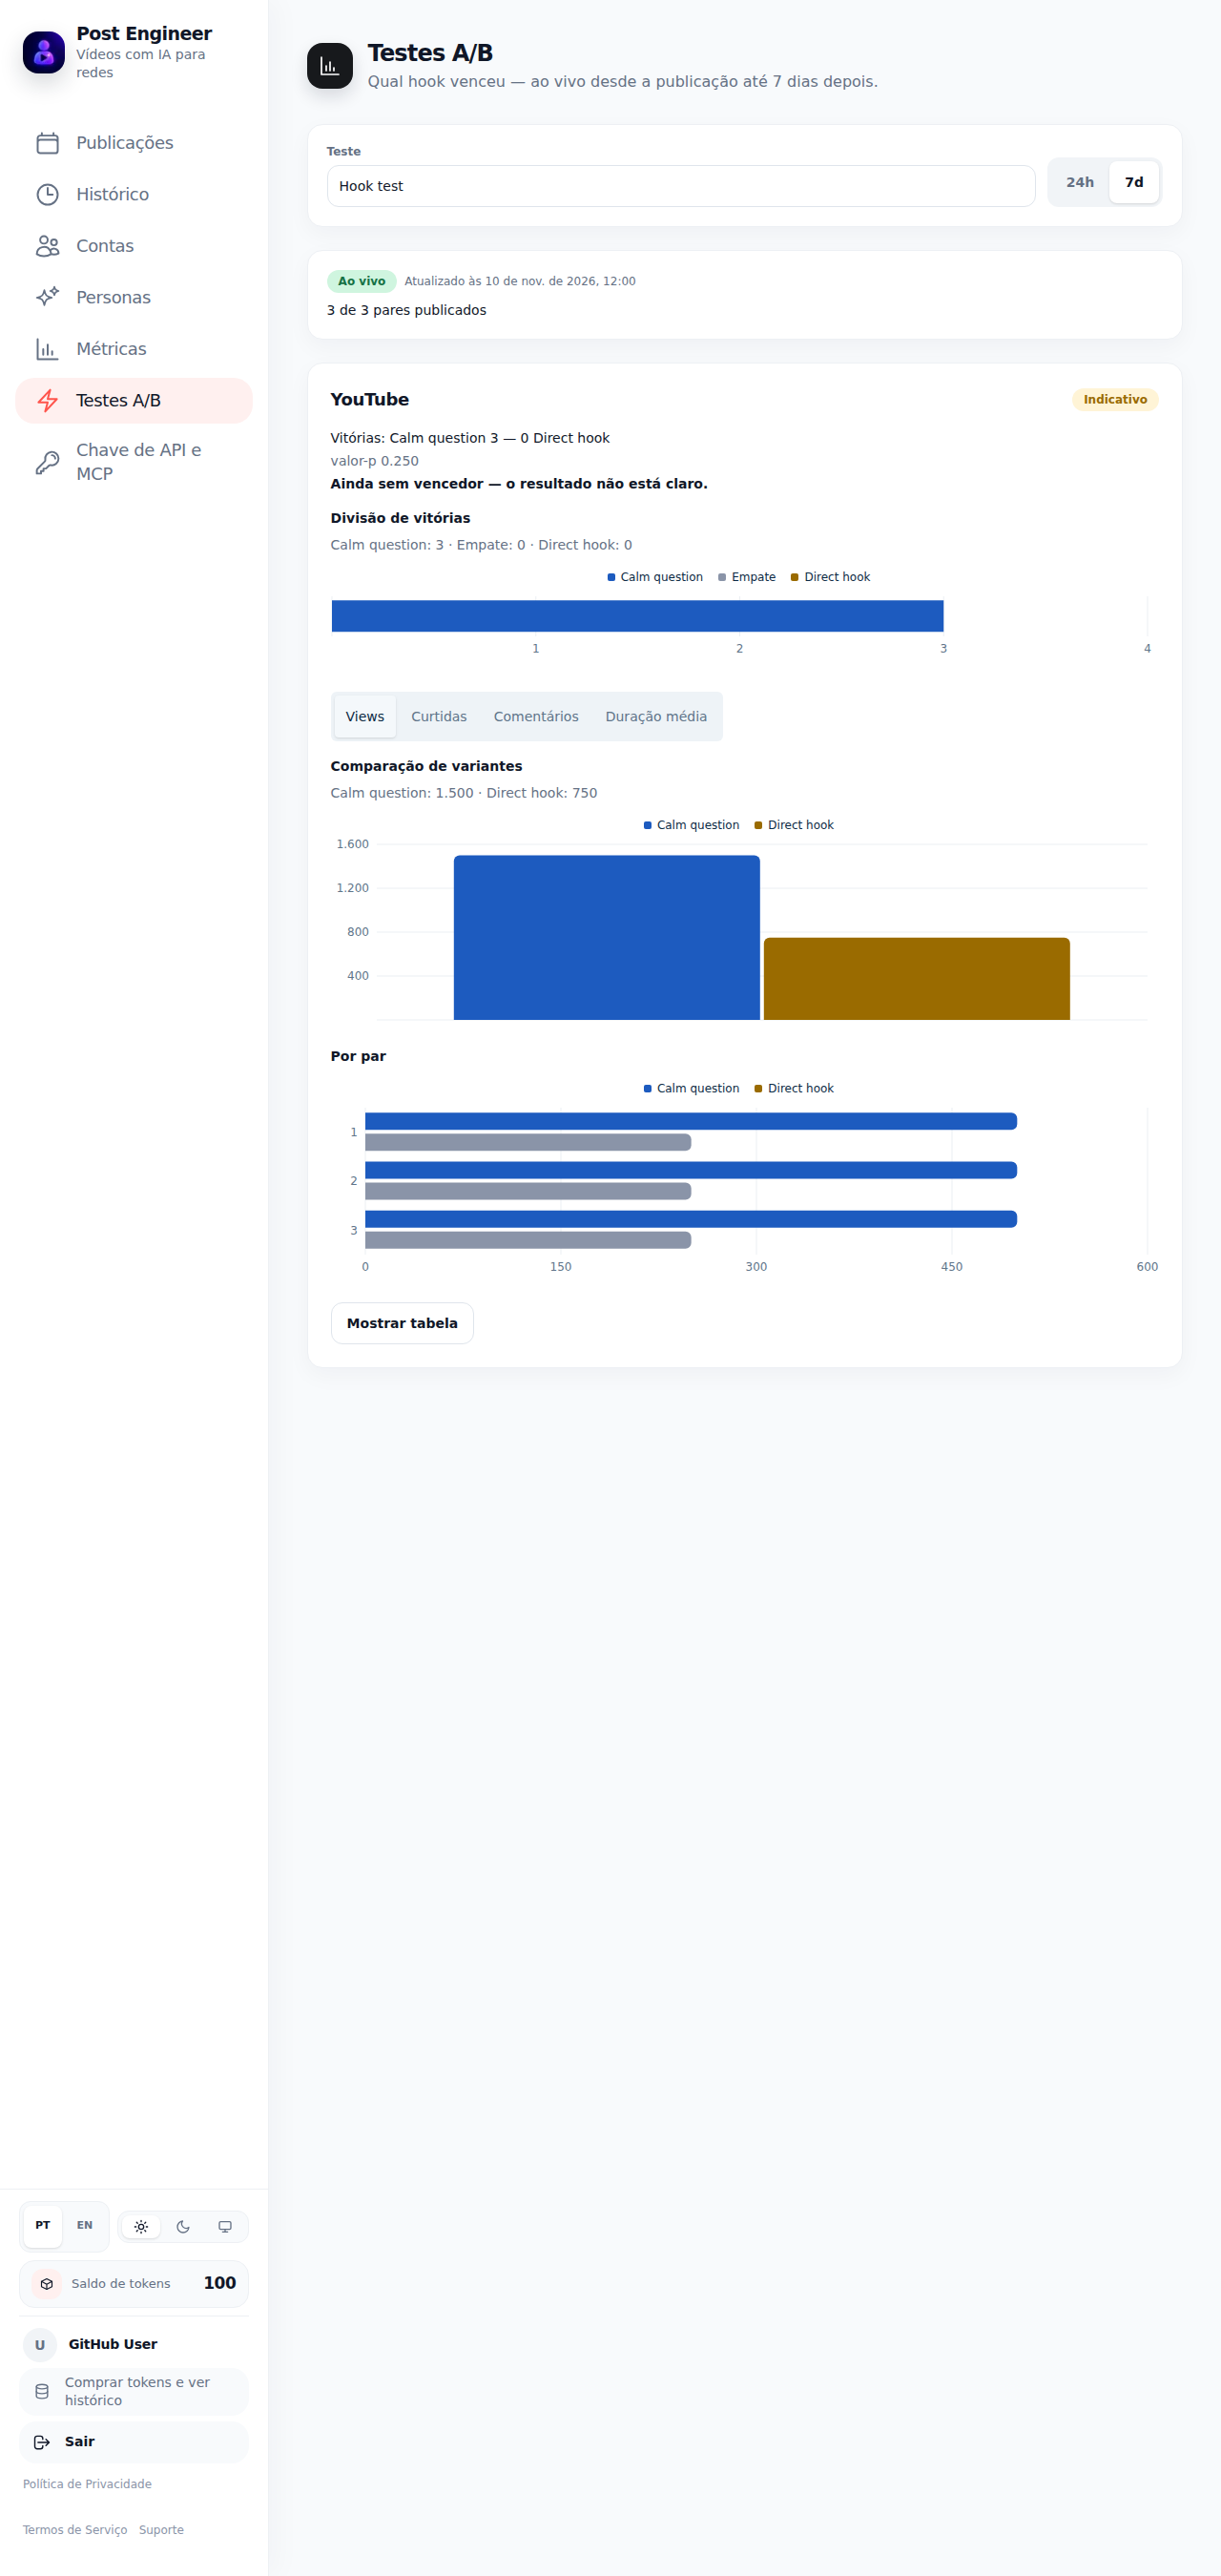 Post Engineer
Vídeos com IA para
redes
Publicações
Histórico
Contas
Personas
Métricas
Testes A/B
Chave de API e
MCP
Testes A/B
Qual hook venceu — ao vivo desde a publicação até 7 dias depois.
Teste
Hook test
24h 7d
Ao vivo Atualizado às 10 de nov. de 2026, 12:00
3 de 3 pares publicados
YouTube
Indicativo
Vitórias: Calm question 3 — 0 Direct hook
valor-p 0.250
Ainda sem vencedor — o resultado não está claro.
Divisão de vitórias
Calm question: 3 · Empate: 0 · Direct hook: 0
Calm question Empate Direct hook
1 2 3 4
Views Curtidas Comentários Duração média
Comparação de variantes
Calm question: 1.500 · Direct hook: 750
Calm question Direct hook
1.600
1.200
800
400
Por par
Calm question Direct hook
1
2
3
0 150 300 450 600
Mostrar tabela
PT EN
Saldo de tokens 100
U GitHub User
Comprar tokens e ver
histórico
Sair
Política de Privacidade
Termos de Serviço Suporte